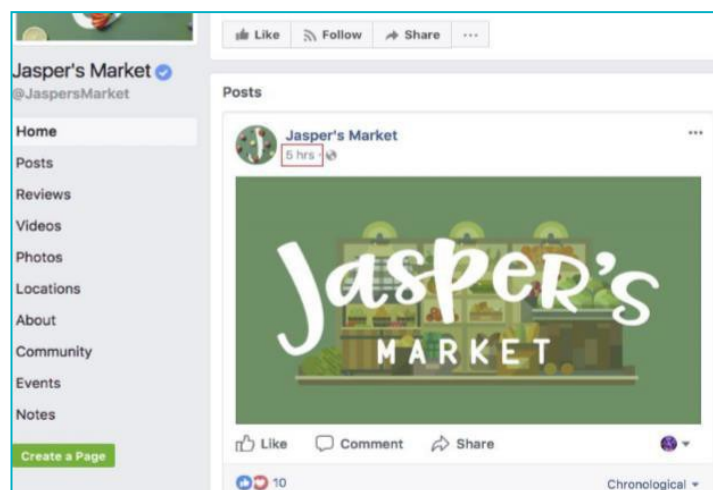 Like Follow Share ...
Jasper's Market
@JaspersMarket
Home
Posts
Reviews
Videos
Photos
Locations
About
Community
Events
Notes
Create a Page
Posts
Jasper's Market
5 hrs ·
Jasper's
MARKET
Like Comment Share
10
Chronological